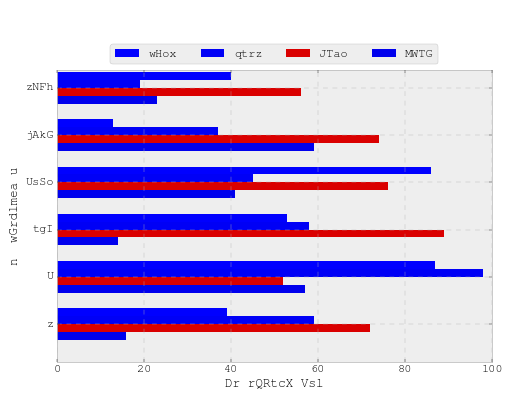 wHox qtrz JTao MWTG
zNFh
jAkG
UsSo
tgI
U
z
n wGrdlmea u
0 20 40 60 80 100
Dr rQRtcX Vsl